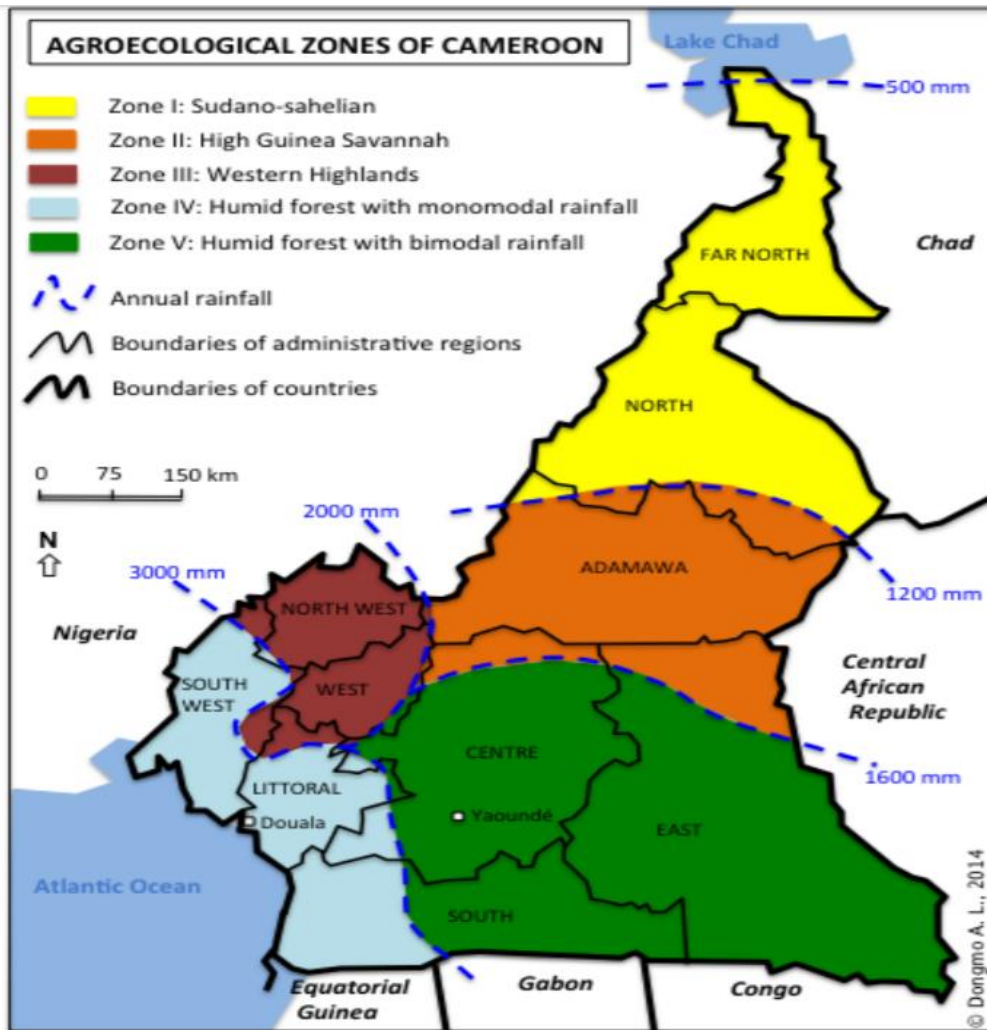 AGROECOLOGICAL ZONES OF CAMEROON
Zone I: Sudano-sahelian
Zone II: High Guinea Savannah
Zone III: Western Highlands
Zone IV: Humid forest with monomodal rainfall
Zone V: Humid forest with bimodal rainfall
Annual rainfall
Boundaries of administrative regions
Boundaries of countries
0 75 150 km
N
Lake Chad
500 mm
Chad
FAR NORTH
NORTH
2000 mm
3000 mm
ADAMAWA
1200 mm
Nigeria
NORTH WEST
Central
African
Republic
SOUTH
WEST
WEST
CENTRE
1600 mm
LITTORAL
Douala
Yaoundé
EAST
Atlantic Ocean
SOUTH
Equatorial
Guinea
Gabon
Congo
© Dongmo A. L., 2014